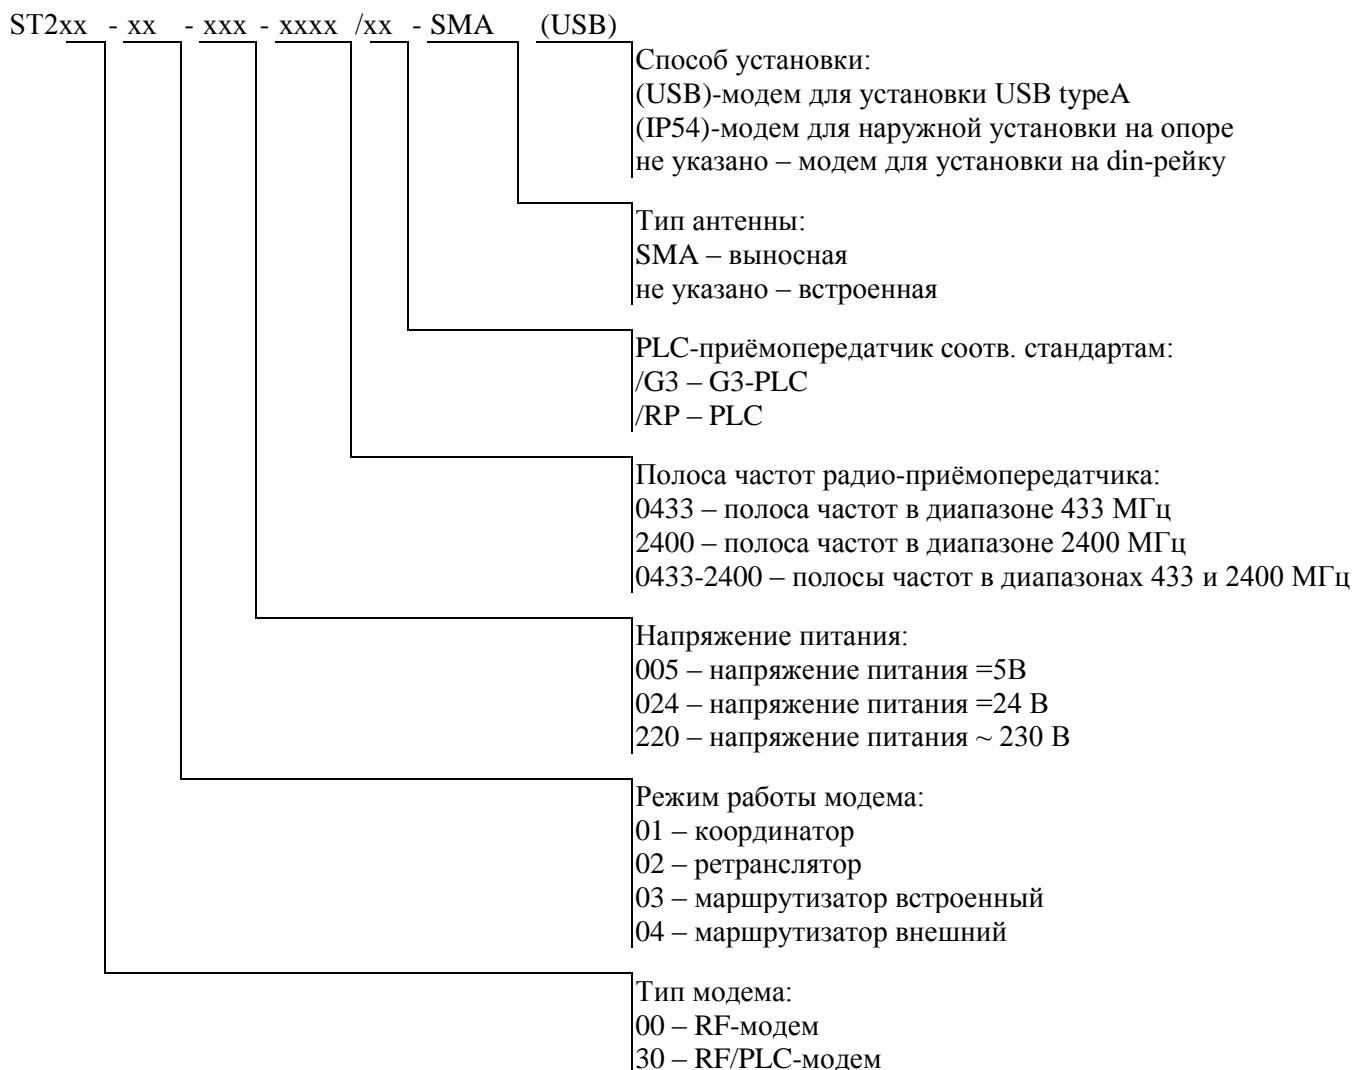 ST2xx - xx - xxx - xxxx /xx - SMA (USB)
Способ установки:
(USB)-модем для установки USB typeA
(IP54)-модем для наружной установки на опоре
не указано – модем для установки на din-рейку
Тип антенны:
SMA – выносная
не указано – встроенная
PLC-приёмопередатчик соотв. стандартам:
/G3 – G3-PLC
/RP – PLC
Полоса частот радио-приёмопередатчика:
0433 – полоса частот в диапазоне 433 МГц
2400 – полоса частот в диапазоне 2400 МГц
0433-2400 – полосы частот в диапазонах 433 и 2400 МГц
Напряжение питания:
005 – напряжение питания =5В
024 – напряжение питания =24 В
220 – напряжение питания ~ 230 В
Режим работы модема:
01 – координатор
02 – ретранслятор
03 – маршрутизатор встроенный
04 – маршрутизатор внешний
Тип модема:
00 – RF-модем
30 – RF/PLC-модем